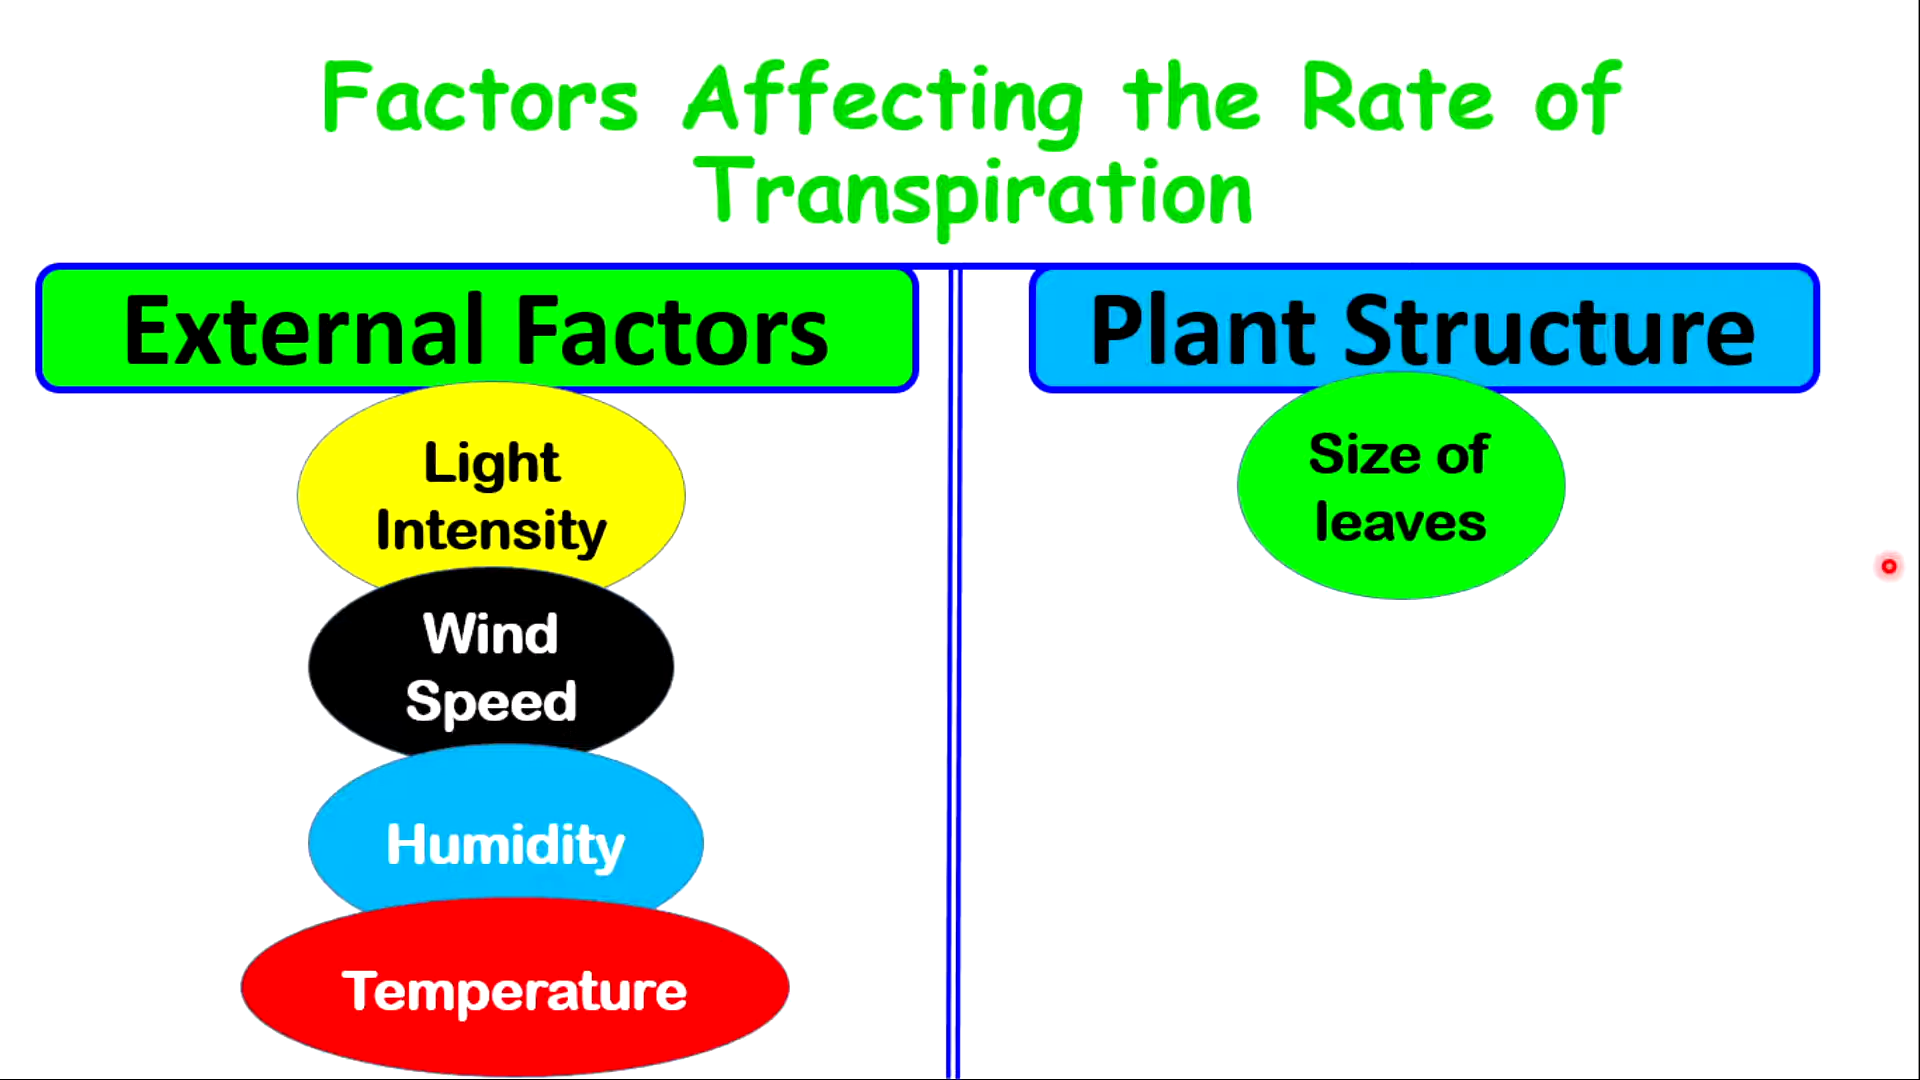 Factors Affecting the Rate of
Transpiration
External Factors
Light
Intensity
Wind
Speed
Humidity
Temperature
Plant Structure
Size of
leaves